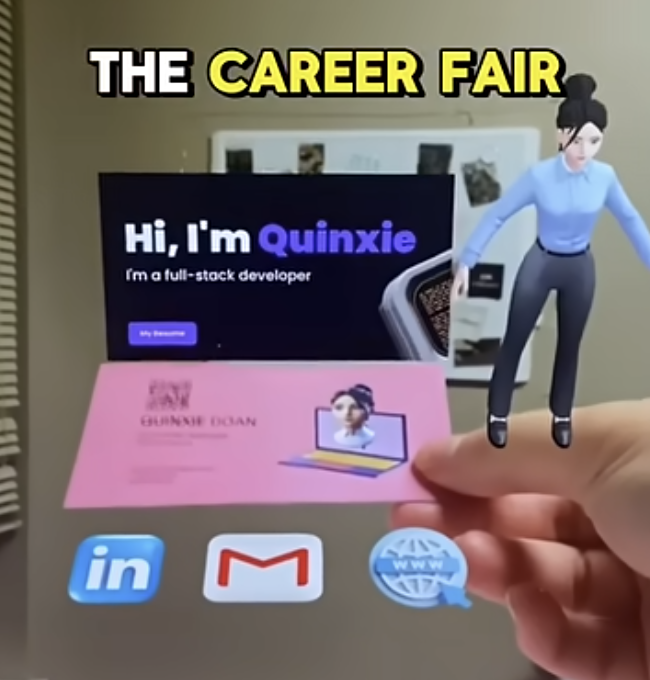 THE CAREER FAIR
Hi, I'm Quinxie
I'm a full-stack developer
My Resume
QUINXIE DOAN
in
M
WWW